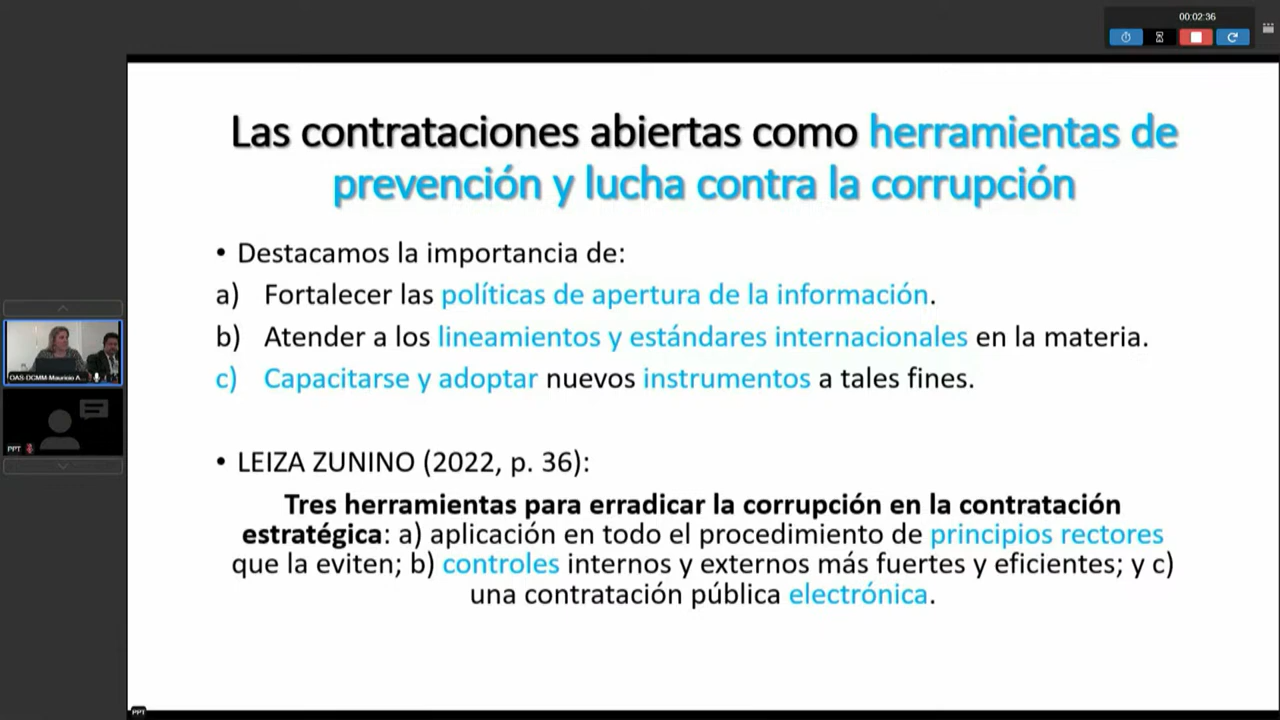 00:02:36
Las contrataciones abiertas como herramientas de
prevención y lucha contra la corrupción
• Destacamos la importancia de:
a) Fortalecer las políticas de apertura de la información.
b) Atender a los lineamientos y estándares internacionales en la materia.
c) Capacitarse y adoptar nuevos instrumentos a tales fines.
• LEIZA ZUNINO (2022, p. 36):
Tres herramientas para erradicar la corrupción en la contratación
estratégica: a) aplicación en todo el procedimiento de principios rectores
que la eviten; b) controles internos y externos más fuertes y eficientes; y c)
una contratación pública electrónica.
OAS-DCMM-Mauricio A...
PPT
PPT